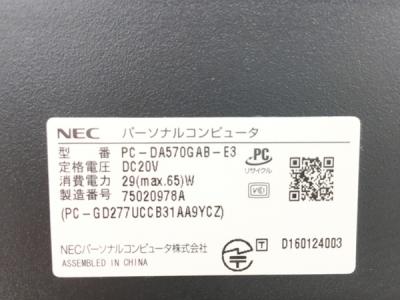 NEC パーソナルコンピュータ
型 番 PC-DA570GAB-E3
定格電圧 DC20V
消費電力 29(max.65)W
製造番号 75020978A
(PC-GD277UCCB31AA9YCZ)
PC
リサイクル
VCCI
NECパーソナルコンピュータ株式会社
ASSEMBLED IN CHINA
T D160124003